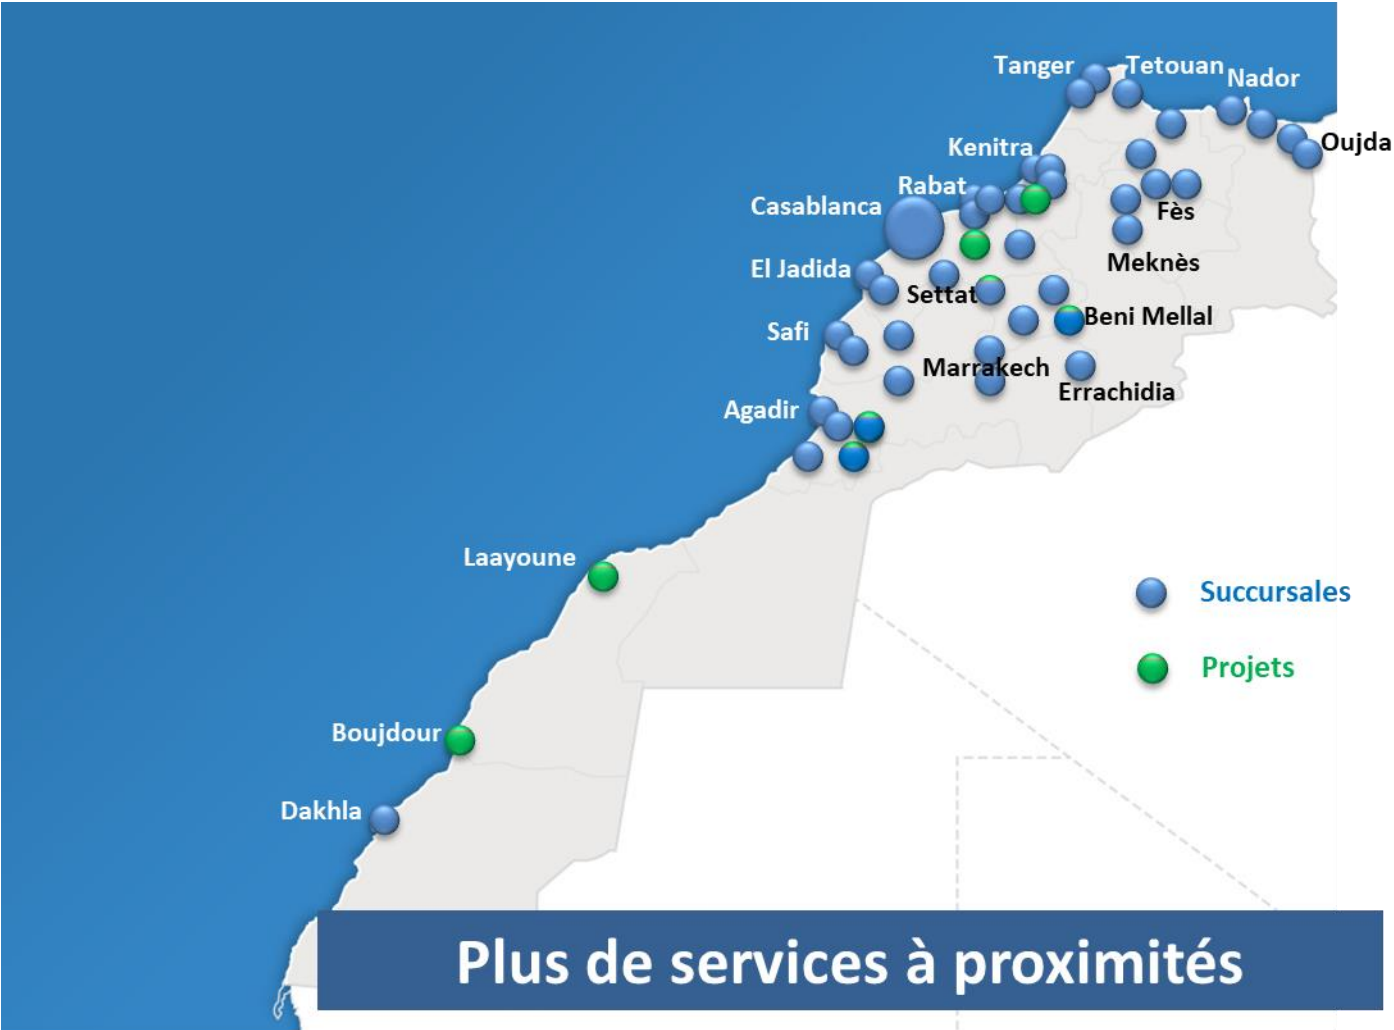 Tanger
Tetouan
Nador
Oujda
Kenitra
Rabat
Casablanca
Fès
Meknès
El Jadida
Settat
Beni Mellal
Safi
Marrakech
Errachidia
Agadir
Laayoune
Succursales
Projets
Boujdour
Dakhla
Plus de services à proximités